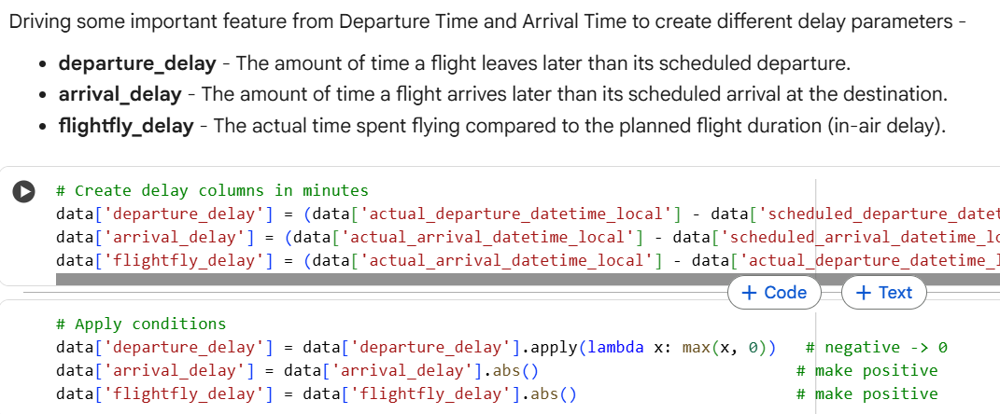 Driving some important feature from Departure Time and Arrival Time to create different delay parameters -
• departure_delay - The amount of time a flight leaves later than its scheduled departure.
• arrival_delay - The amount of time a flight arrives later than its scheduled arrival at the destination.
• flightfly_delay - The actual time spent flying compared to the planned flight duration (in-air delay).
# Create delay columns in minutes
data['departure_delay'] = (data['actual_departure_datetime_local'] - data['scheduled_departure_datet
data['arrival_delay'] = (data['actual_arrival_datetime_local'] - data['scheduled_arrival_datetime_lo
data['flightfly_delay'] = (data['actual_arrival_datetime_local'] - data['actual_departure_datetime_l
+ Code + Text
# Apply conditions
data['departure_delay'] = data['departure_delay'].apply(lambda x: max(x, 0)) # negative -> 0
data['arrival_delay'] = data['arrival_delay'].abs() # make positive
data['flightfly_delay'] = data['flightfly_delay'].abs() # make positive